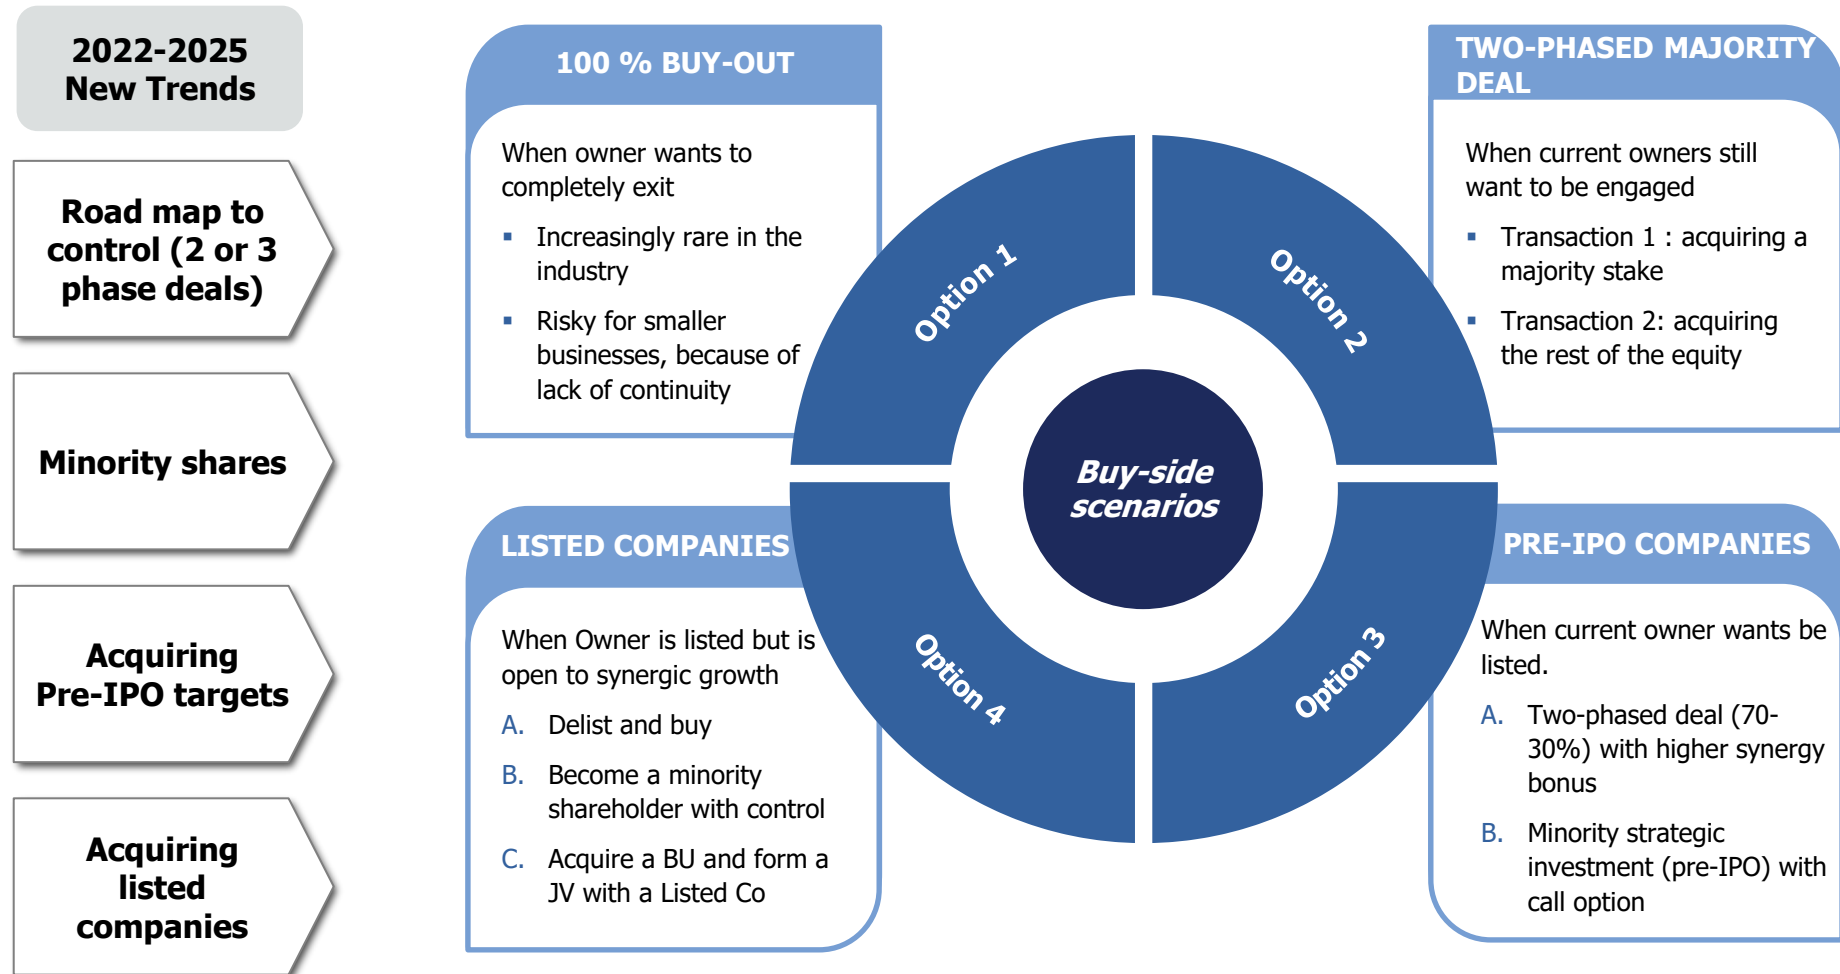 2022-2025
New Trends
Road map to
control (2 or 3
phase deals)
Minority shares
Acquiring
Pre-IPO targets
Acquiring
listed
companies
100 % BUY-OUT
When owner wants to
completely exit
▪ Increasingly rare in the
industry
▪ Risky for smaller
businesses, because of
lack of continuity
TWO-PHASED MAJORITY
DEAL
When current owners still
want to be engaged
▪ Transaction 1 : acquiring a
majority stake
▪ Transaction 2: acquiring
the rest of the equity
Option 1
Option 2
Buy-side
scenarios
Option 4
Option 3
LISTED COMPANIES
When Owner is listed but is
open to synergic growth
A. Delist and buy
B. Become a minority
shareholder with control
C. Acquire a BU and form a
JV with a Listed Co
PRE-IPO COMPANIES
When current owner wants be
listed.
A. Two-phased deal (70-
30%) with higher synergy
bonus
B. Minority strategic
investment (pre-IPO) with
call option